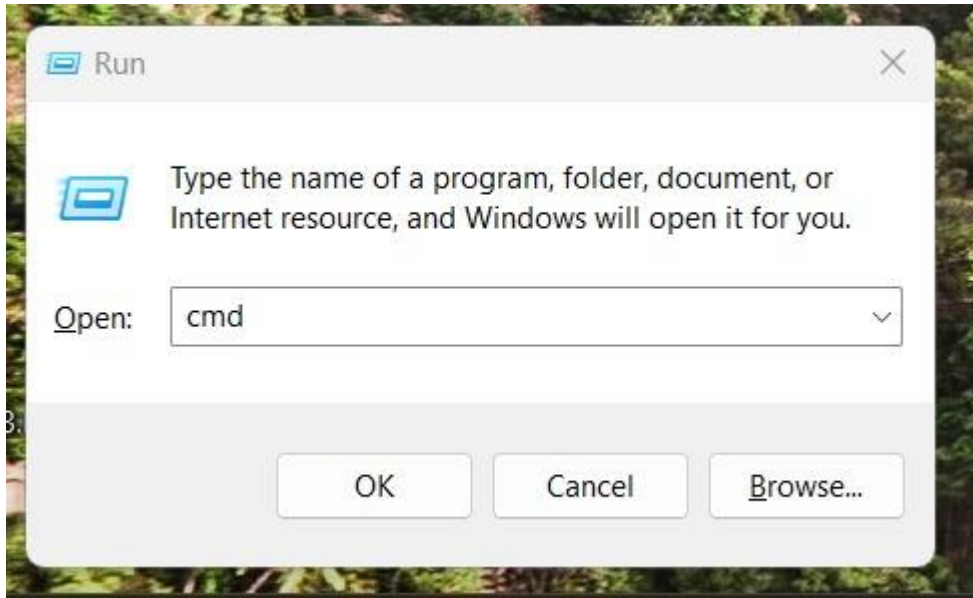 Run
Type the name of a program, folder, document, or
Internet resource, and Windows will open it for you.
Open: cmd
OK Cancel Browse...